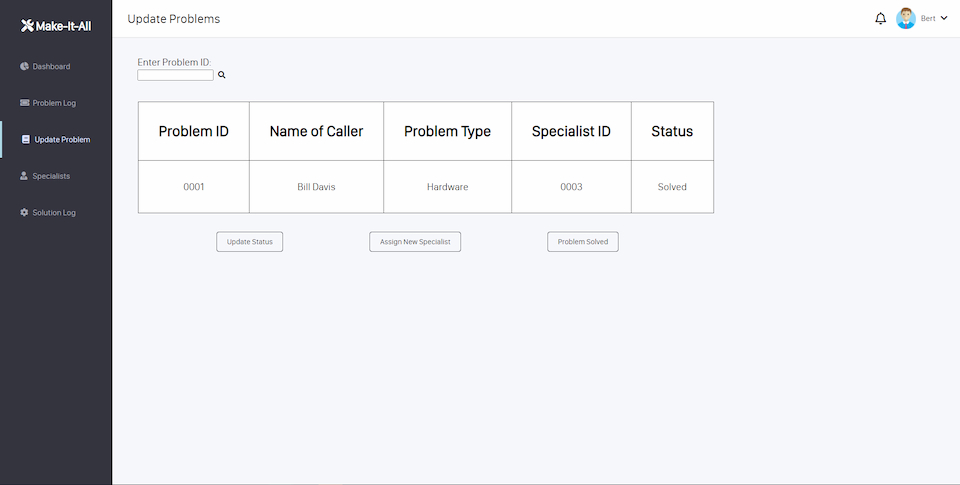 Make-It-All
Update Problems
Bert
Dashboard
Problem Log
Update Problem
Specialists
Solution Log
Enter Problem ID:
Problem ID Name of Caller Problem Type Specialist ID Status
0001 Bill Davis Hardware 0003 Solved
Update Status Assign New Specialist Problem Solved